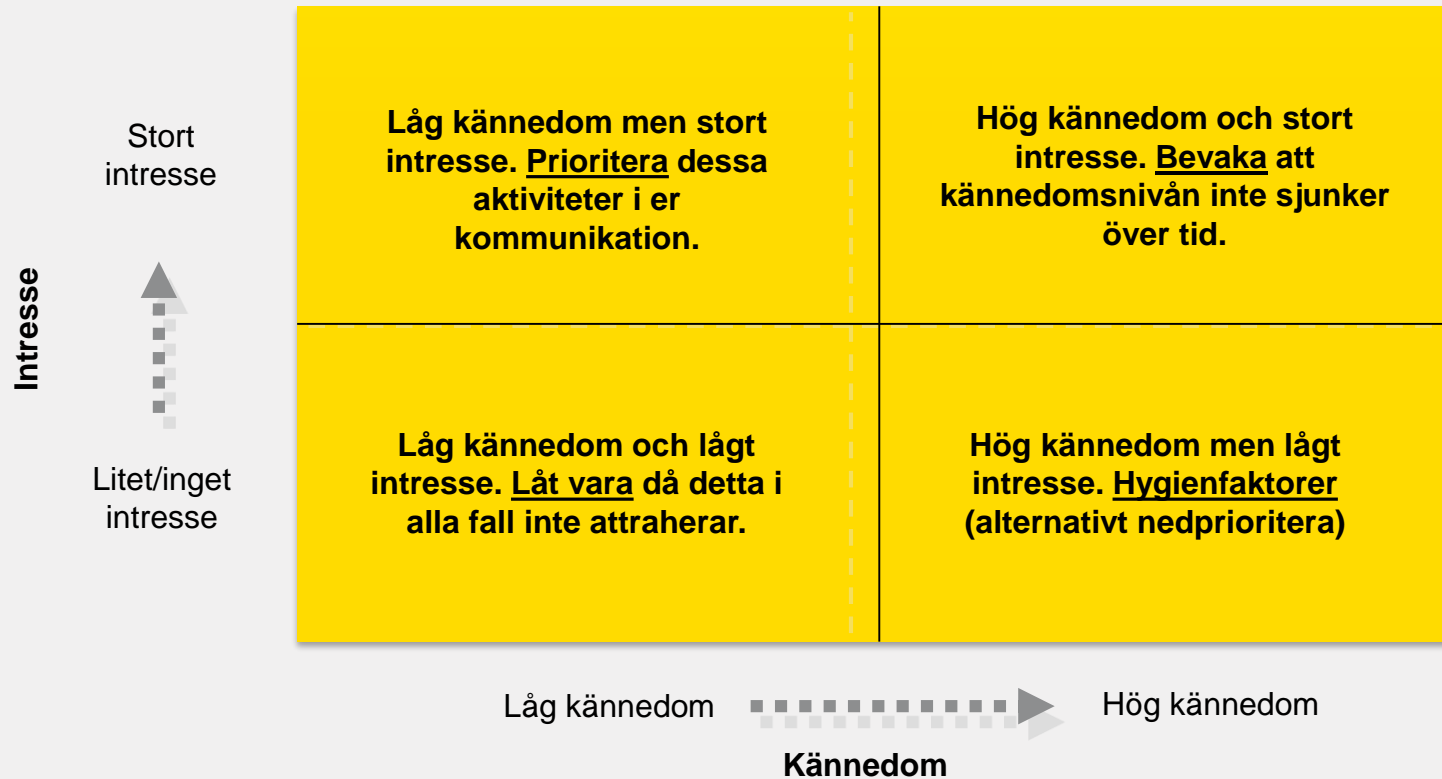 Intresse
Stort
intresse
Litet/inget
intresse
Låg kännedom men stort
intresse. Prioritera dessa
aktiviteter i er
kommunikation.
Hög kännedom och stort
intresse. Bevaka att
kännedomsnivån inte sjunker
över tid.
Låg kännedom och lågt
intresse. Låt vara då detta i
alla fall inte attraherar.
Hög kännedom men lågt
intresse. Hygienfaktorer
(alternativt nedprioritera)
Låg kännedom
Hög kännedom
Kännedom